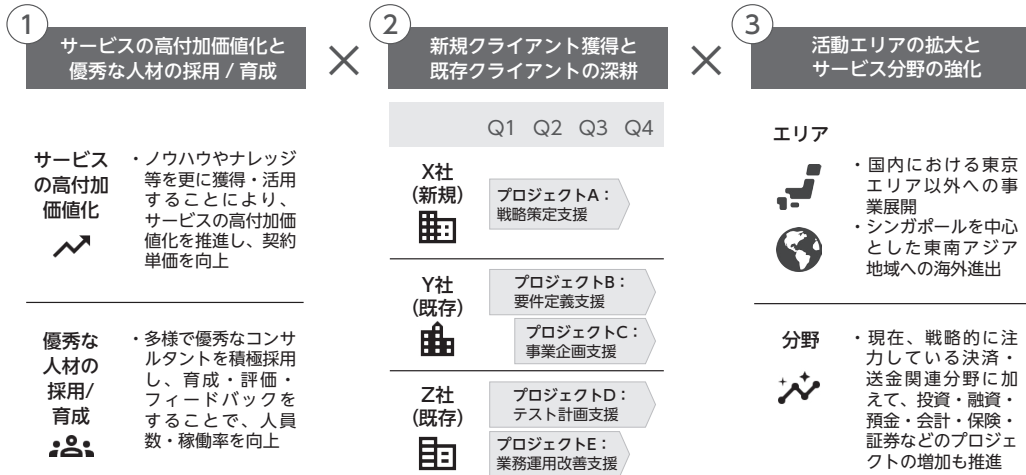 1
サービスの高付加価値化と
優秀な人材の採用 / 育成
×
2
新規クライアント獲得と
既存クライアントの深耕
×
3
活動エリアの拡大と
サービス分野の強化
サービス
の高付加
価値化
・ノウハウやナレッジ
等を更に獲得・活用
することにより、
サービスの高付加価
値化を推進し、契約
単価を向上
優秀な
人材の
採用/
育成
・多様で優秀なコンサ
ルタントを積極採用
し、育成・評価・
フィードバックを
することで、人員
数・稼働率を向上
Q1 Q2 Q3 Q4
X社
(新規)
プロジェクトA：
戦略策定支援
Y社
(既存)
プロジェクトB：
要件定義支援
プロジェクトC：
事業企画支援
Z社
(既存)
プロジェクトD：
テスト計画支援
プロジェクトE：
業務運用改善支援
エリア
・国内における東京
エリア以外への事
業展開
・シンガポールを中心
とした東南アジア
地域への海外進出
分野
・現在、戦略的に注
力している決済・
送金関連分野に加
えて、投資・融資・
預金・会計・保険・
証券などのプロジェ
クトの増加も推進